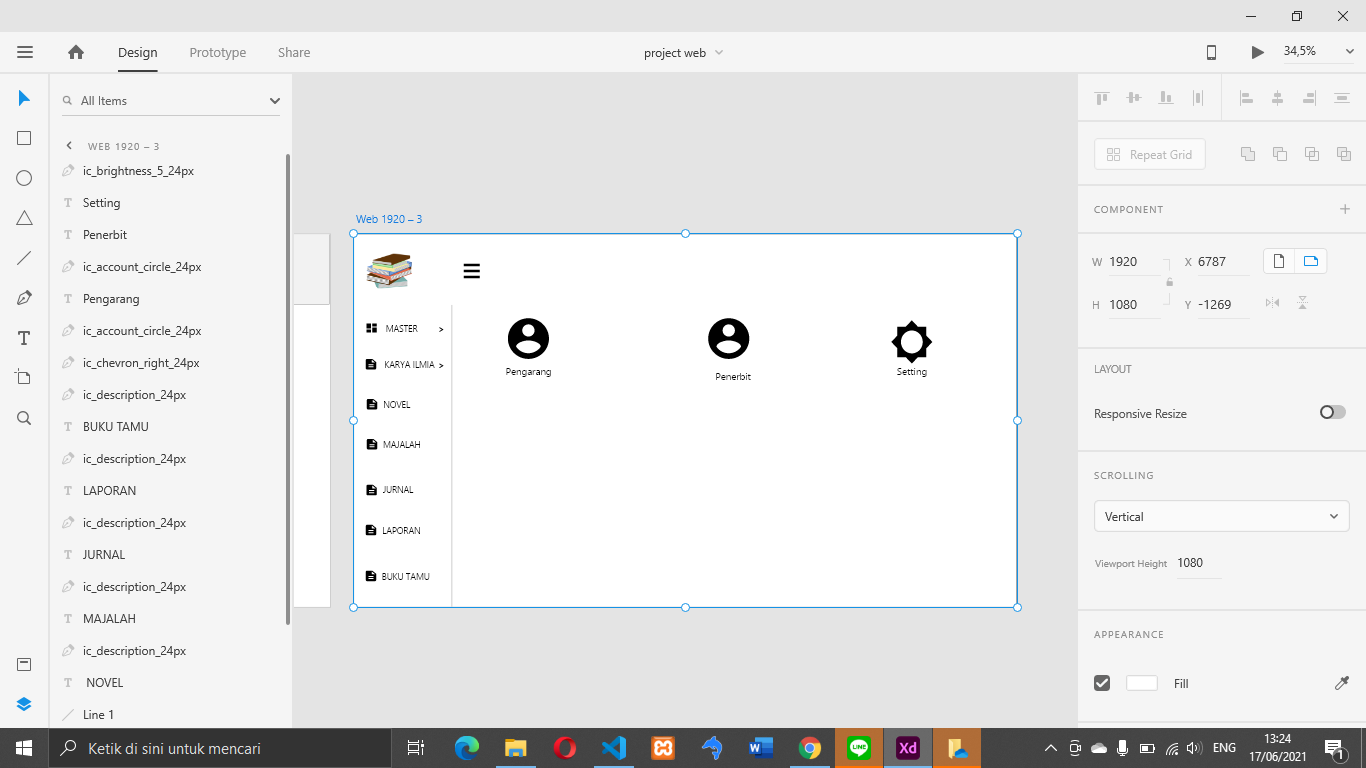 Design
Prototype
Share
project web
34,5%
All Items
WEB 1920 – 3
ic_brightness_5_24px
Setting
Penerbit
ic_account_circle_24px
Pengarang
ic_account_circle_24px
ic_chevron_right_24px
ic_description_24px
BUKU TAMU
ic_description_24px
LAPORAN
ic_description_24px
JURNAL
ic_description_24px
MAJALAH
ic_description_24px
NOVEL
Line 1
Web 1920 – 3
MASTER >
KARYA ILMIA >
NOVEL
MAJALAH
JURNAL
LAPORAN
BUKU TAMU
Pengarang
Penerbit
Setting
Repeat Grid
COMPONENT
W 1920 X 6787
H 1080 Y -1269
LAYOUT
Responsive Resize
SCROLLING
Vertical
Viewport Height 1080
APPEARANCE
Fill
Ketik di sini untuk mencari
W
LINE
Xd
ENG
13:24
17/06/2021
1